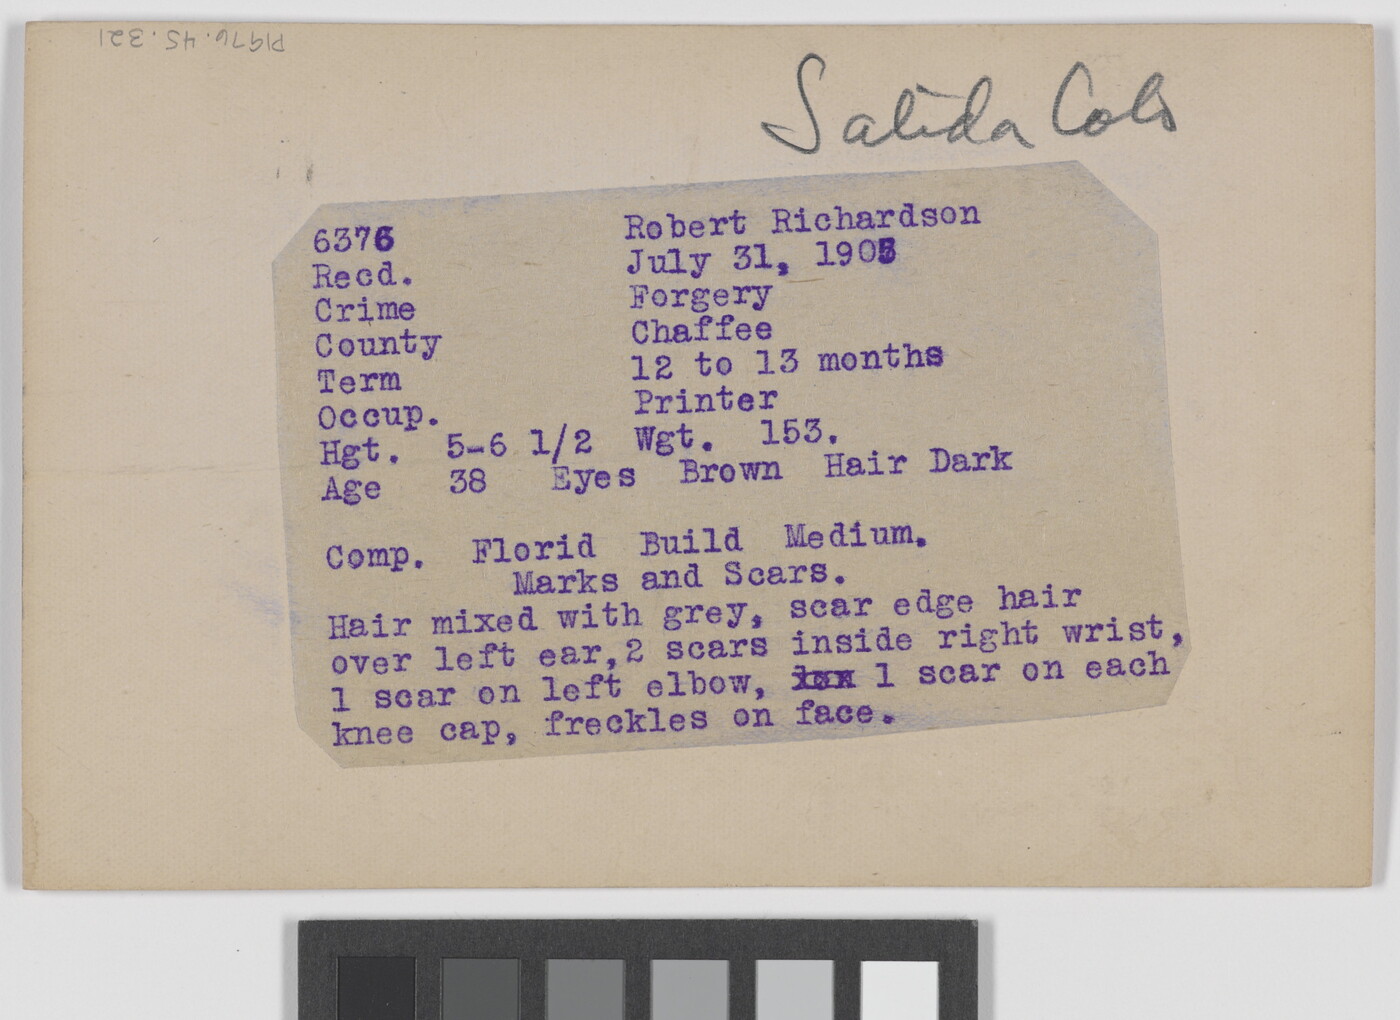 P1976.45.321
Salida Colo
6376 Robert Richardson
Recd. July 31, 1905
Crime Forgery
County Chaffee
Term 12 to 13 months
Occup. Printer
Hgt. 5-6 1/2 Wgt. 153.
Age 38 Eyes Brown Hair Dark
Comp. Florid Build Medium.
Marks and Scars.
Hair mixed with grey, scar edge hair
over left ear,2 scars inside right wrist,
1 scar on left elbow, 1 scar on each
knee cap, freckles on face.